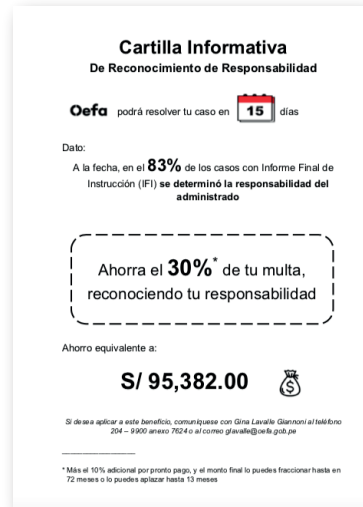 Cartilla Informativa
De Reconocimiento de Responsabilidad
Oefa podrá resolver tu caso en 15 días
Dato:
A la fecha, en el 83% de los casos con Informe Final de
Instrucción (IFI) se determinó la responsabilidad del
administrado
Ahorra el 30%* de tu multa,
reconociendo tu responsabilidad
Ahorro equivalente a:
S/ 95,382.00 $
Si desea aplicar a este beneficio, comuníquese con Gina Lavalle Giannoni al teléfono
204 – 9900 anexo 7624 o al correo glavalle@oefa.gob.pe
* Más el 10% adicional por pronto pago, y el monto final lo puedes fraccionar hasta en
72 meses o lo puedes aplazar hasta 13 meses